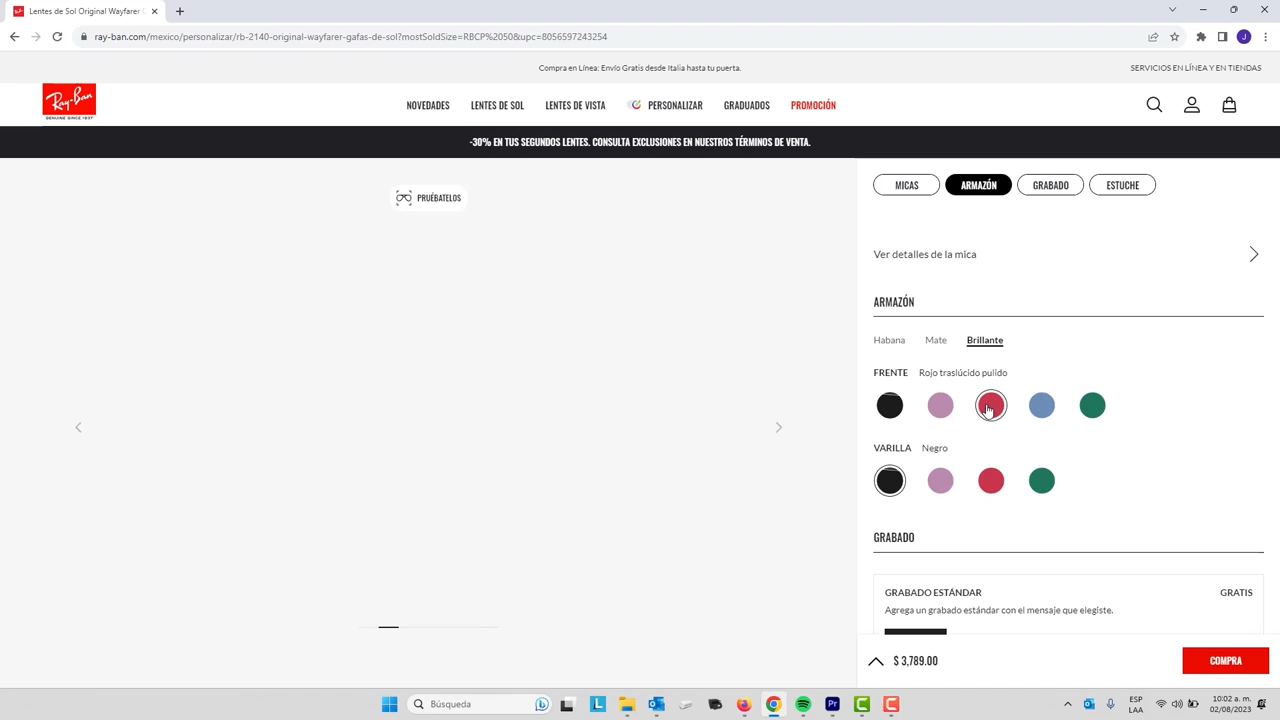 Lentes de Sol Original Wayfarer
ray-ban.com/mexico/personalizar/rb-2140-original-wayfarer-gafas-de-sol?mostSoldSize=RBCP%2050&upc=8056597243254
J
Compra en Línea: Envío Gratis desde Italia hasta tu puerta.
SERVICIOS EN LÍNEA Y EN TIENDAS
Ray-Ban
GENUINE SINCE 1937
NOVEDADES
LENTES DE SOL
LENTES DE VISTA
PERSONALIZAR
GRADUADOS
PROMOCIÓN
-30% EN TUS SEGUNDOS LENTES. CONSULTA EXCLUSIONES EN NUESTROS TÉRMINOS DE VENTA.
PRUÉBATELOS
MICAS
ARMAZÓN
GRABADO
ESTUCHE
Ver detalles de la mica
ARMAZÓN
Habana
Mate
Brillante
FRENTE Rojo traslúcido pulido
VARILLA Negro
GRABADO
GRABADO ESTÁNDAR
GRATIS
Agrega un grabado estándar con el mensaje que elegiste.
$ 3,789.00
COMPRA
Búsqueda
ESP
LAA
10:02 a. m.
02/08/2023